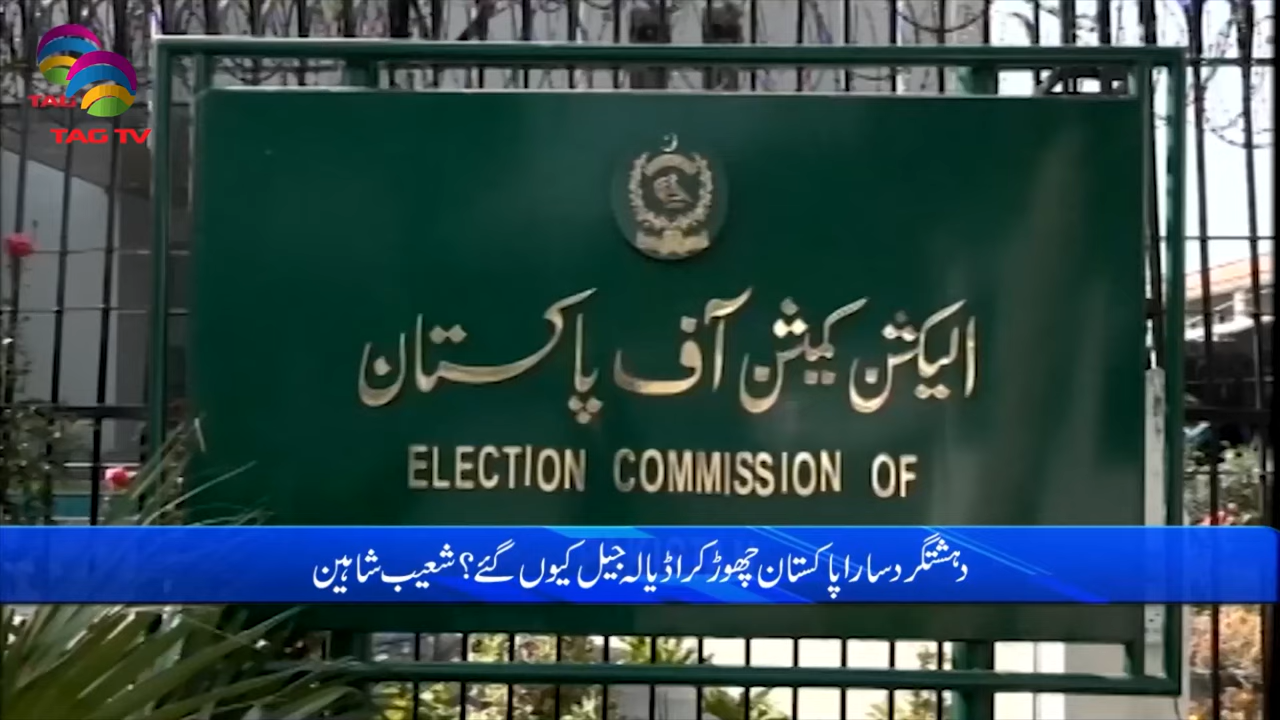 TAG
TAG TV
الیکشن کمیشن آف پاکستان
ELECTION COMMISSION OF
دہشتگرد سارا پاکستان چھوڑ کر اڈیالہ جیل کیوں گئے؟ شعیب شاہین